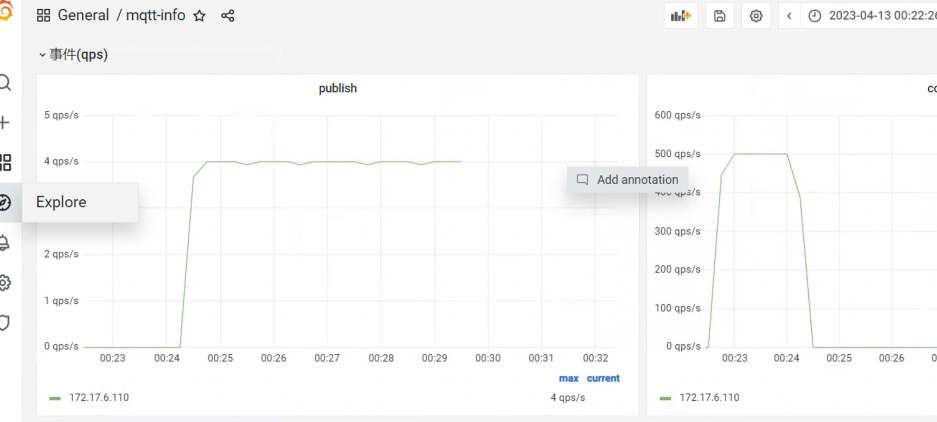 General / mqtt-info
2023-04-13 00:22:26
事件(qps)
publish
5 qps/s
4 qps/s
2 qps/s
1 qps/s
0 qps/s
00:23 00:24 00:25 00:26 00:27 00:28 00:29 00:30 00:31 00:32
max current
172.17.6.110 4 qps/s
Explore
Add annotation
co
600 qps/s
500 qps/s
400 qps/s
300 qps/s
200 qps/s
100 qps/s
0 qps/s
00:23 00:24 00:25 00:26 0
172.17.6.110